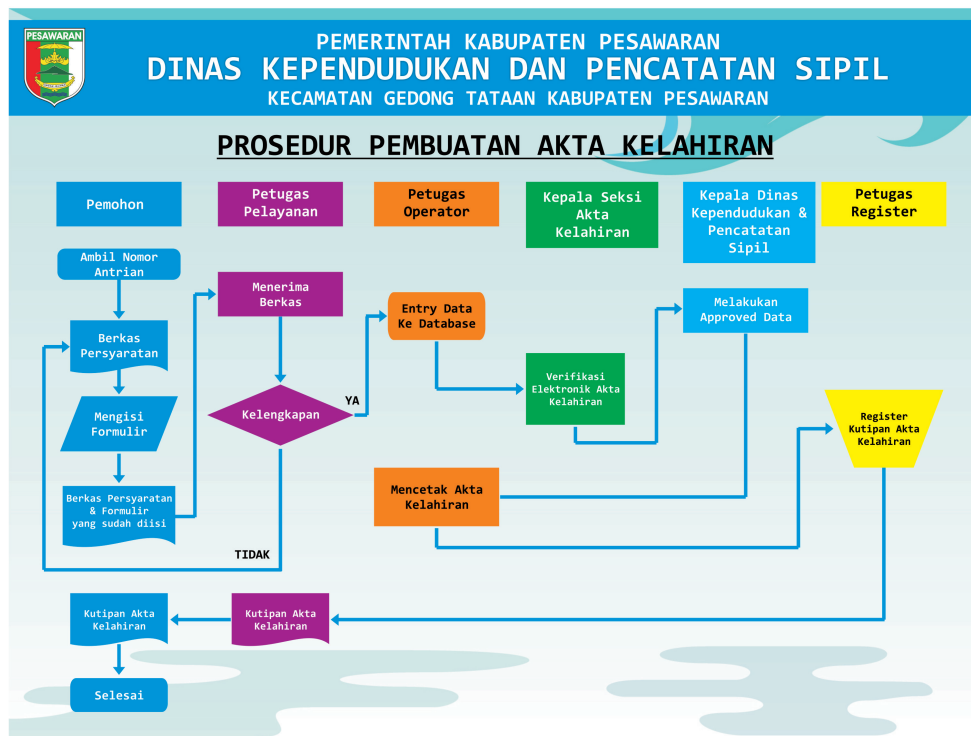 PESAWARAN
PEMERINTAH KABUPATEN PESAWARAN
DINAS KEPENDUDUKAN DAN PENCATATAN SIPIL
KECAMATAN GEDONG TATAAN KABUPATEN PESAWARAN
PROSEDUR PEMBUATAN AKTA KELAHIRAN
Pemohon
Petugas
Pelayanan
Petugas
Operator
Kepala Seksi
Akta
Kelahiran
Kepala Dinas
Kependudukan &
Pencatatan
Sipil
Petugas
Register
Ambil Nomor
Antrian
Berkas
Persyaratan
Mengisi
Formulir
Berkas Persyaratan
& Formulir
yang sudah diisi
Menerima
Berkas
Kelengkapan
YA
TIDAK
Entry Data
Ke Database
Verifikasi
Elektronik Akta
Kelahiran
Melakukan
Approved Data
Mencetak Akta
Kelahiran
Register
Kutipan Akta
Kelahiran
Kutipan Akta
Kelahiran
Kutipan Akta
Kelahiran
Selesai